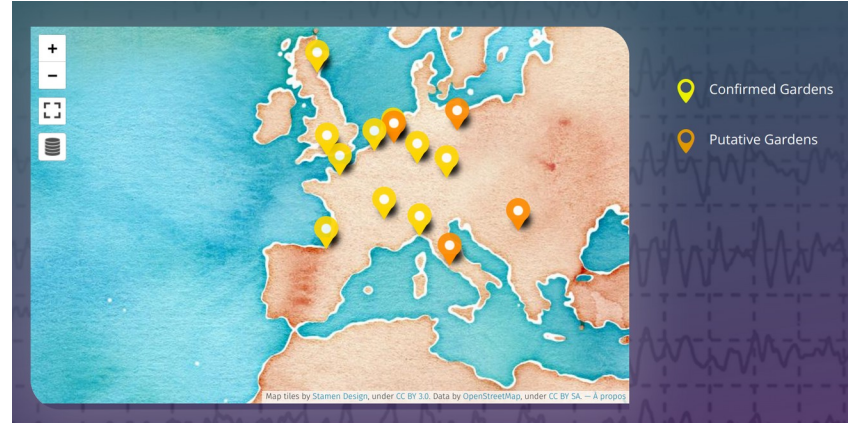 +
−
Confirmed Gardens
Putative Gardens
Map tiles by Stamen Design, under CC BY 3.0. Data by OpenStreetMap, under CC BY SA. — À propos